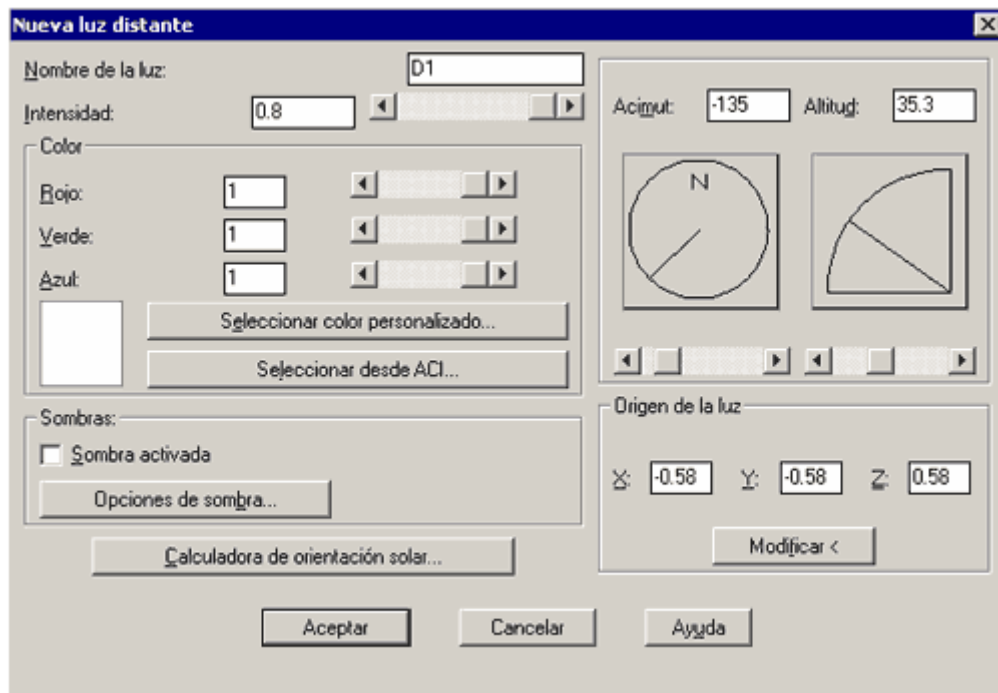 Nueva luz distante
Nombre de la luz: D1
Intensidad: 0.8
Color
Rojo: 1
Verde: 1
Azul: 1
Seleccionar color personalizado...
Seleccionar desde ACI...
Sombras:
Sombra activada
Opciones de sombra...
Calculadora de orientación solar...
Acimut: -135 Altitud: 35.3
N
Origen de la luz
X: -0.58 Y: -0.58 Z: 0.58
Modificar <
Aceptar Cancelar Ayuda